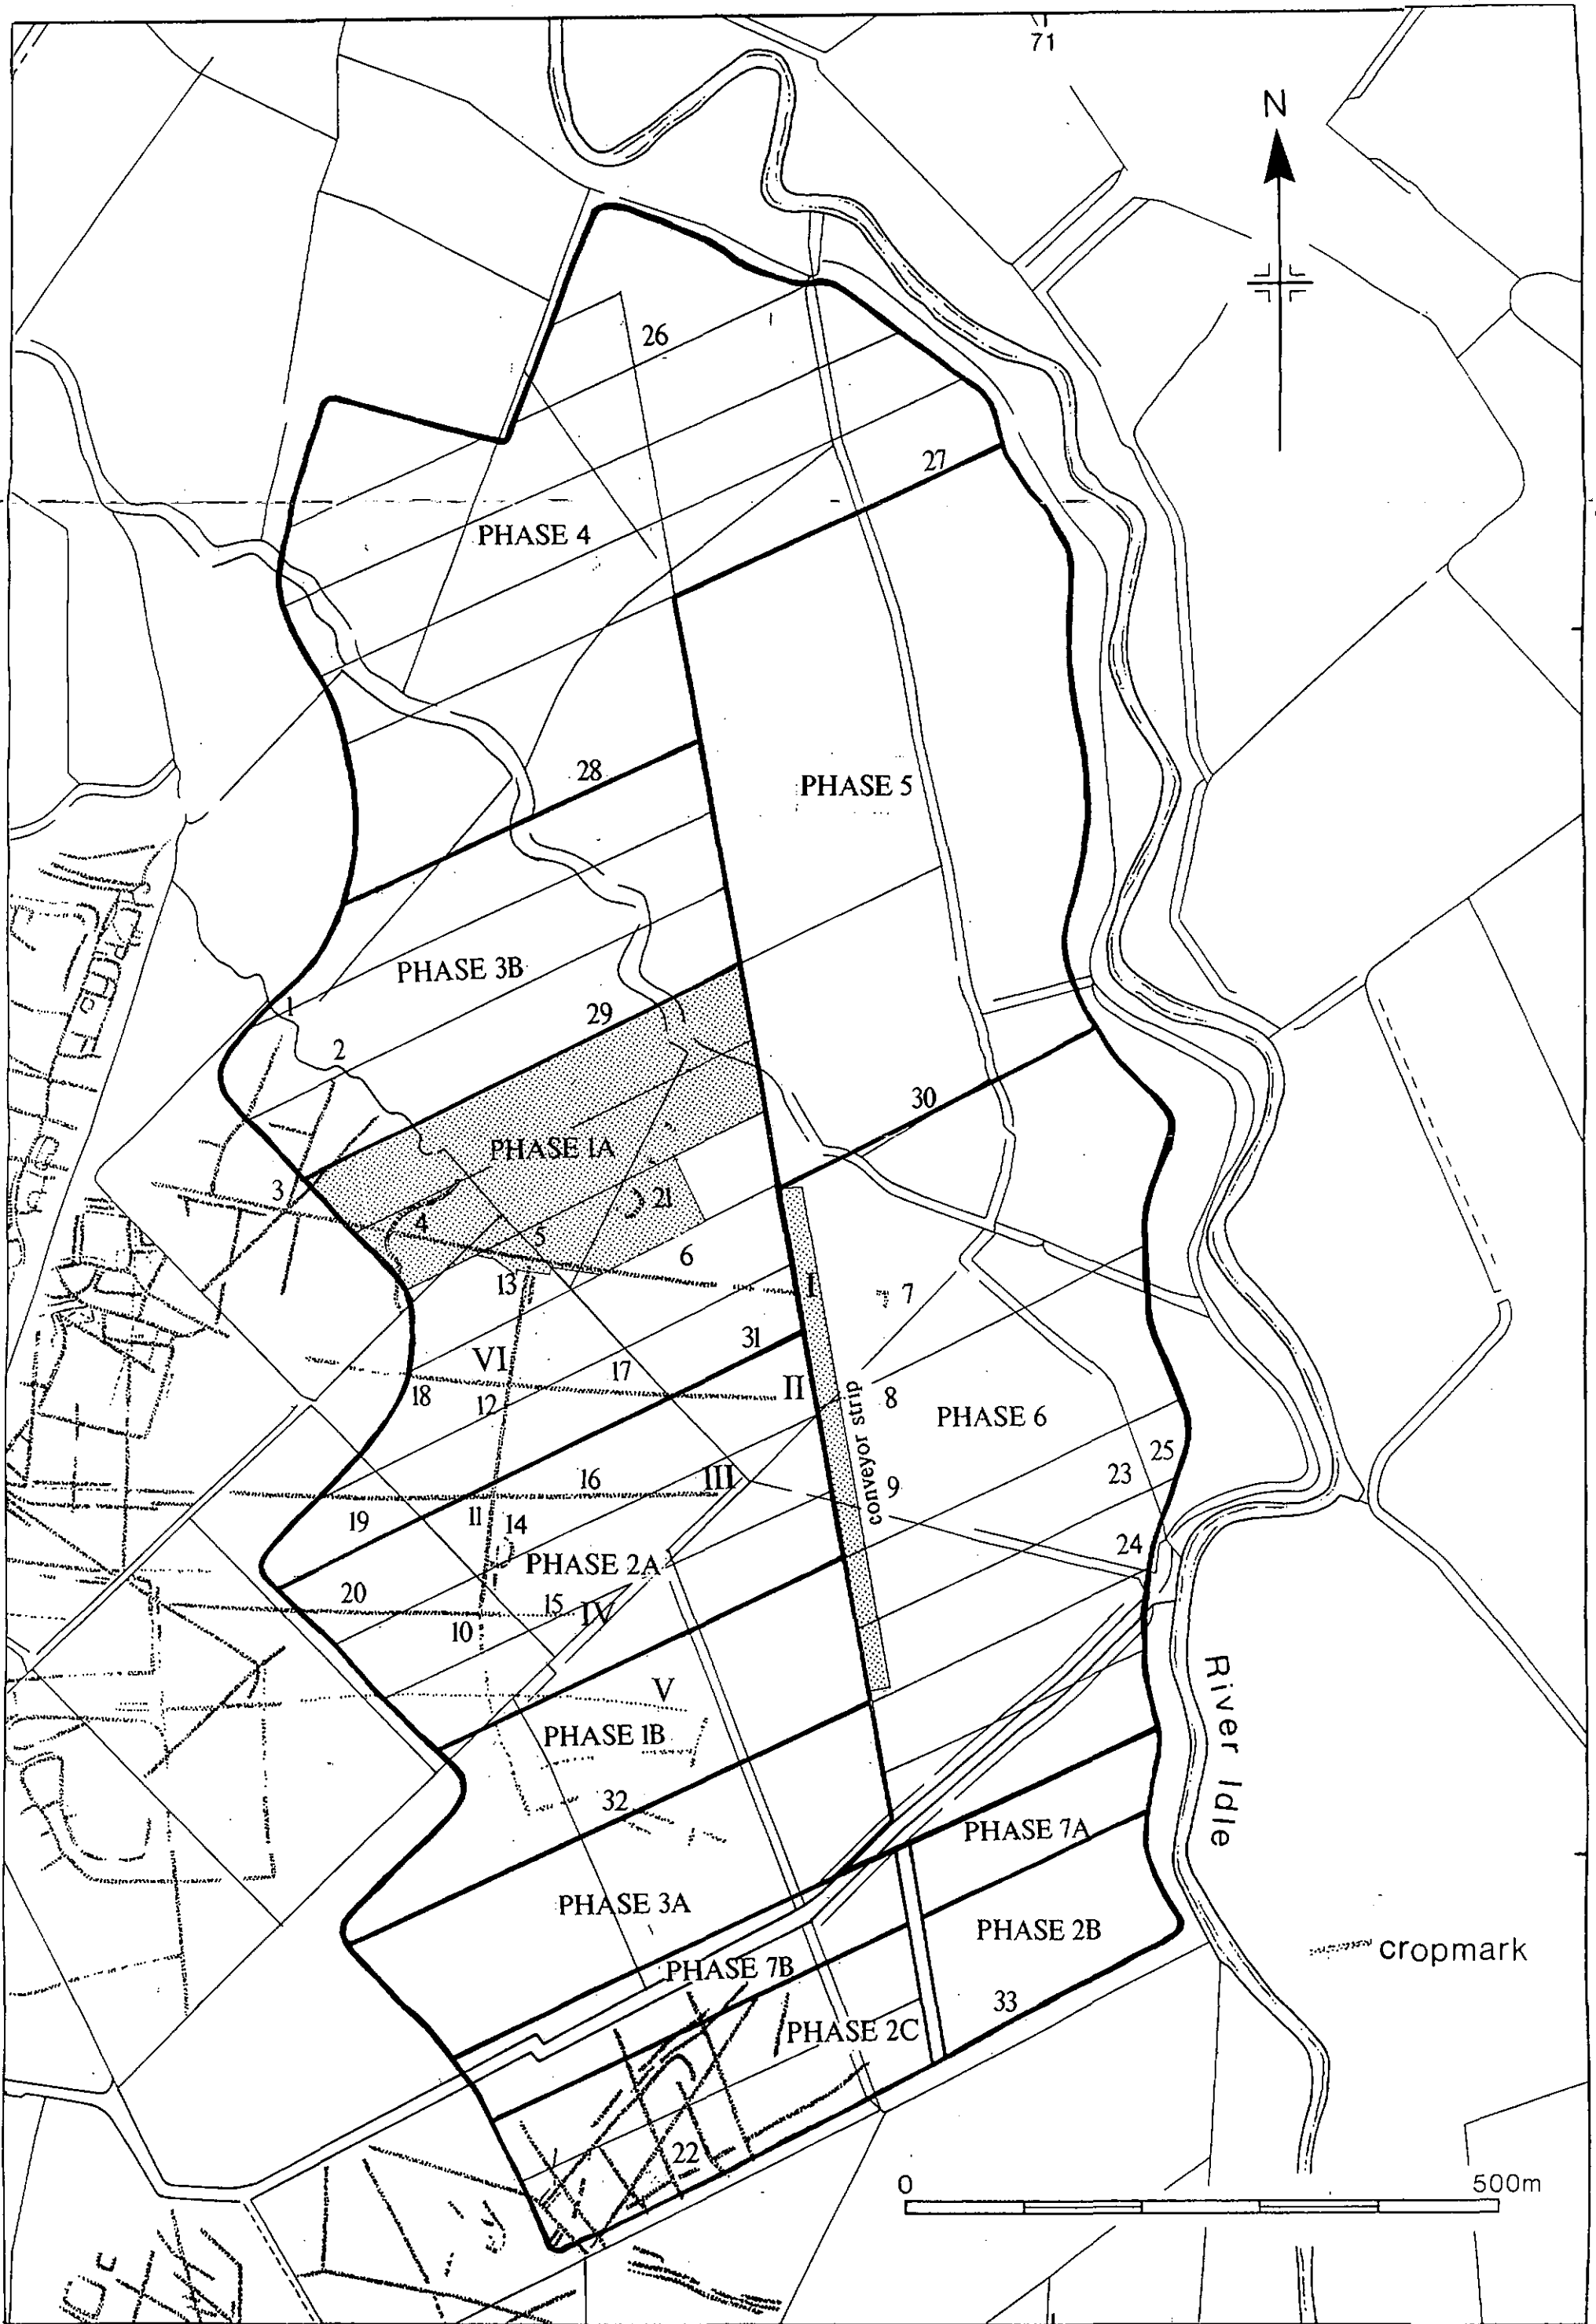 71
N
26
27
PHASE 4
28
PHASE 5
PHASE 3B
1
29
2
30
PHASE 1A
3
21
4
5
6
13
I
7
31
VI
17
II
18
12
8
PHASE 6
conveyor strip
25
23
III
16
9
19
11
14
24
PHASE 2A
20
15
IV
10
River Idle
V
PHASE 1B
32
PHASE 7A
PHASE 3A
PHASE 2B
cropmark
PHASE 7B
33
PHASE 2C
22
0
500m